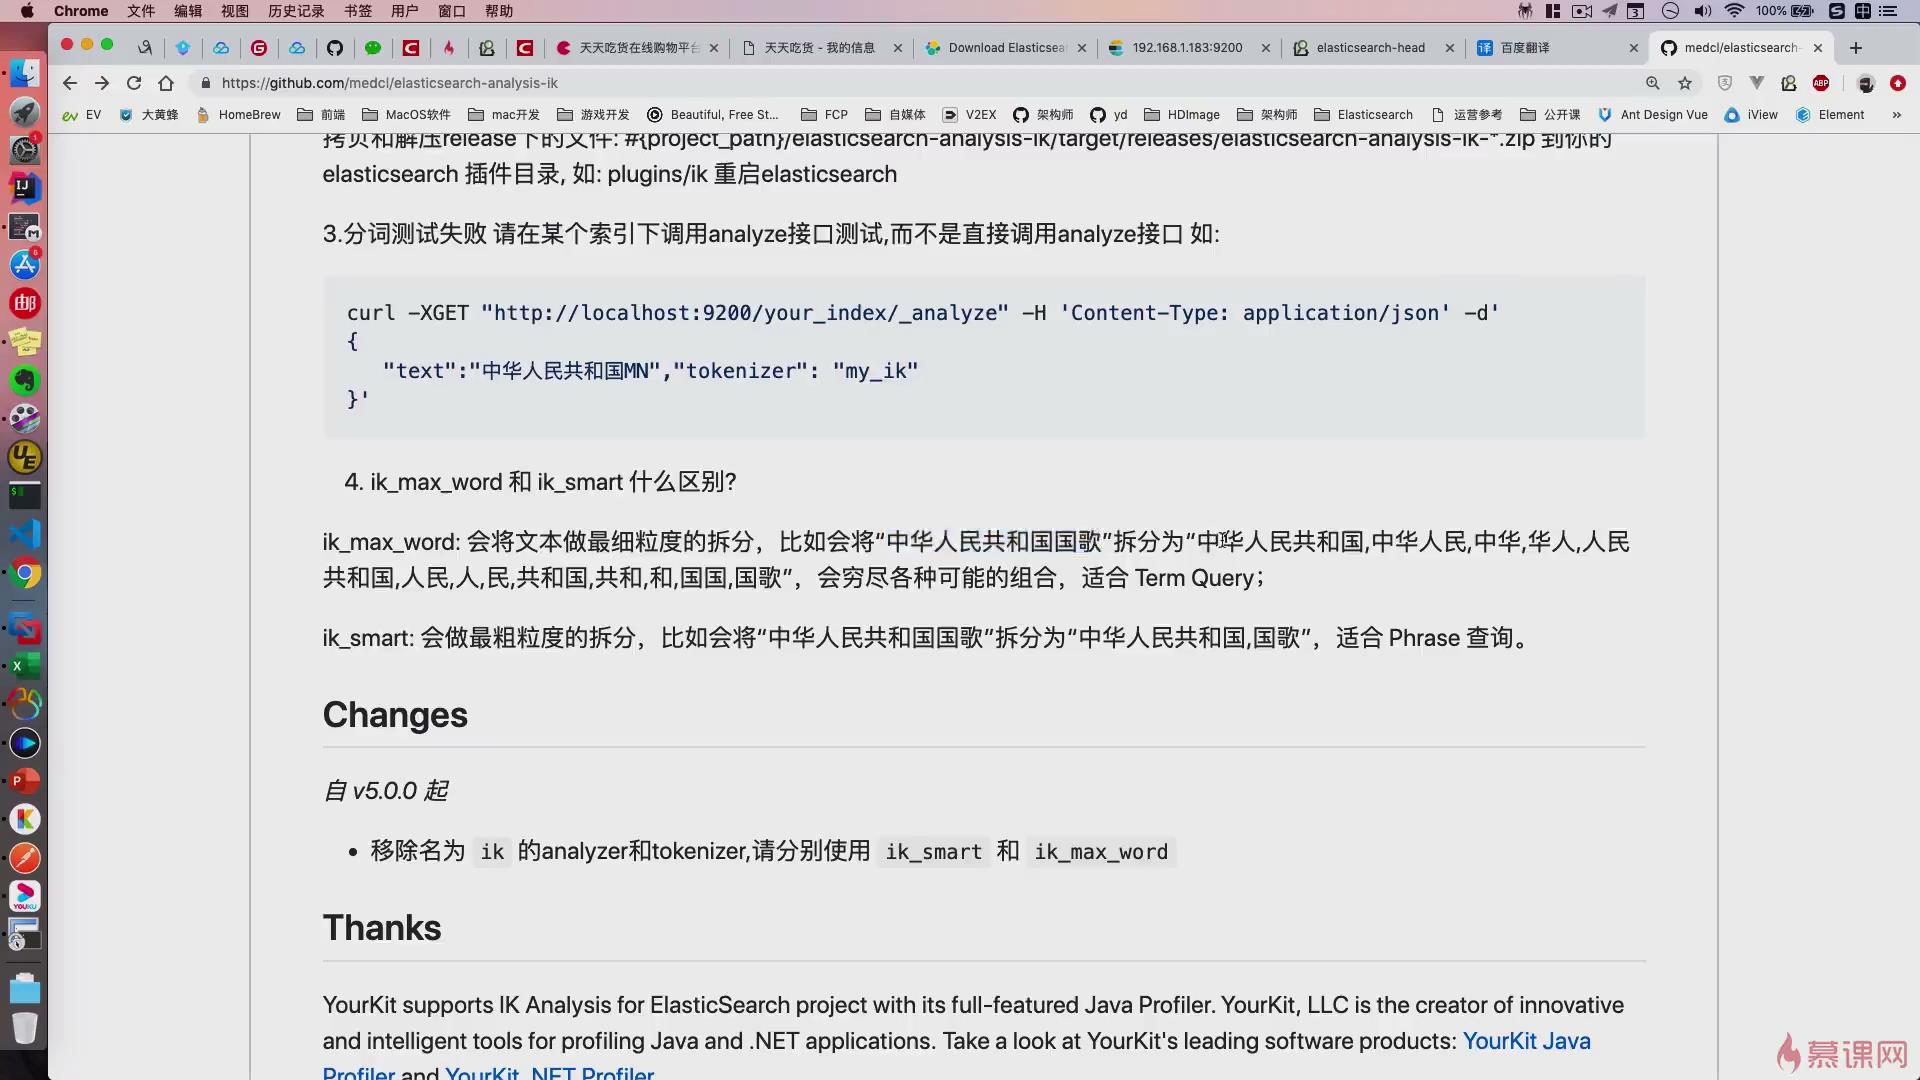 Chrome 文件 编辑 视图 历史记录 书签 用户 窗口 帮助
3 100% 中
天天吃货在线购物平台 天天吃货 - 我的信息 Download Elasticsea 192.168.1.183:9200 elasticsearch-head 译 百度翻译 medcl/elasticsearch-
https://github.com/medcl/elasticsearch-analysis-ik ABP
EV 大黄蜂 HomeBrew 前端 MacOS软件 mac开发 游戏开发 Beautiful, Free St... FCP 自媒体 V2EX 架构师 yd HDImage 架构师 Elasticsearch 运营参考 公开课 Ant Design Vue iView Element »
拷贝和解压release下的文件: #{project_path}/elasticsearch-analysis-ik/target/releases/elasticsearch-analysis-ik-*.zip 到你的
elasticsearch 插件目录, 如: plugins/ik 重启elasticsearch
3.分词测试失败 请在某个索引下调用analyze接口测试,而不是直接调用analyze接口 如:
curl -XGET "http://localhost:9200/your_index/_analyze" -H 'Content-Type: application/json' -d'
{
"text":"中华人民共和国MN","tokenizer": "my_ik"
}'
4. ik_max_word 和 ik_smart 什么区别?
ik_max_word: 会将文本做最细粒度的拆分，比如会将“中华人民共和国国歌”拆分为“中华人民共和国,中华人民,中华,华人,人民
共和国,人民,人,民,共和国,共和,和,国国,国歌”，会穷尽各种可能的组合，适合 Term Query；
ik_smart: 会做最粗粒度的拆分，比如会将“中华人民共和国国歌”拆分为“中华人民共和国,国歌”，适合 Phrase 查询。
Changes
自 v5.0.0 起
• 移除名为 ik 的analyzer和tokenizer,请分别使用 ik_smart 和 ik_max_word
Thanks
YourKit supports IK Analysis for ElasticSearch project with its full-featured Java Profiler. YourKit, LLC is the creator of innovative
and intelligent tools for profiling Java and .NET applications. Take a look at YourKit's leading software products: YourKit Java
Profiler and YourKit .NET Profiler.
慕课网